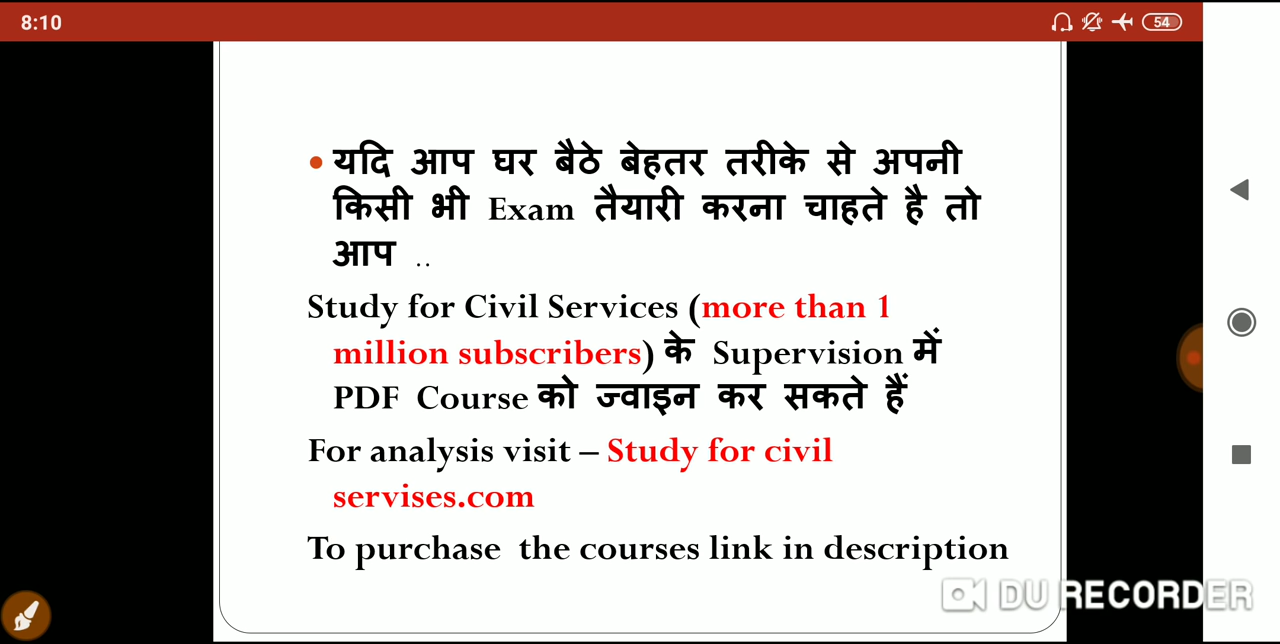 8:10
54
• यदि आप घर बैठे बेहतर तरीके से अपनी
किसी भी Exam तैयारी करना चाहते है तो
आप ..
Study for Civil Services (more than 1
million subscribers) के Supervision में
PDF Course को ज्वाइन कर सकते हैं
For analysis visit – Study for civil
servises.com
To purchase the courses link in description
DU RECORDER